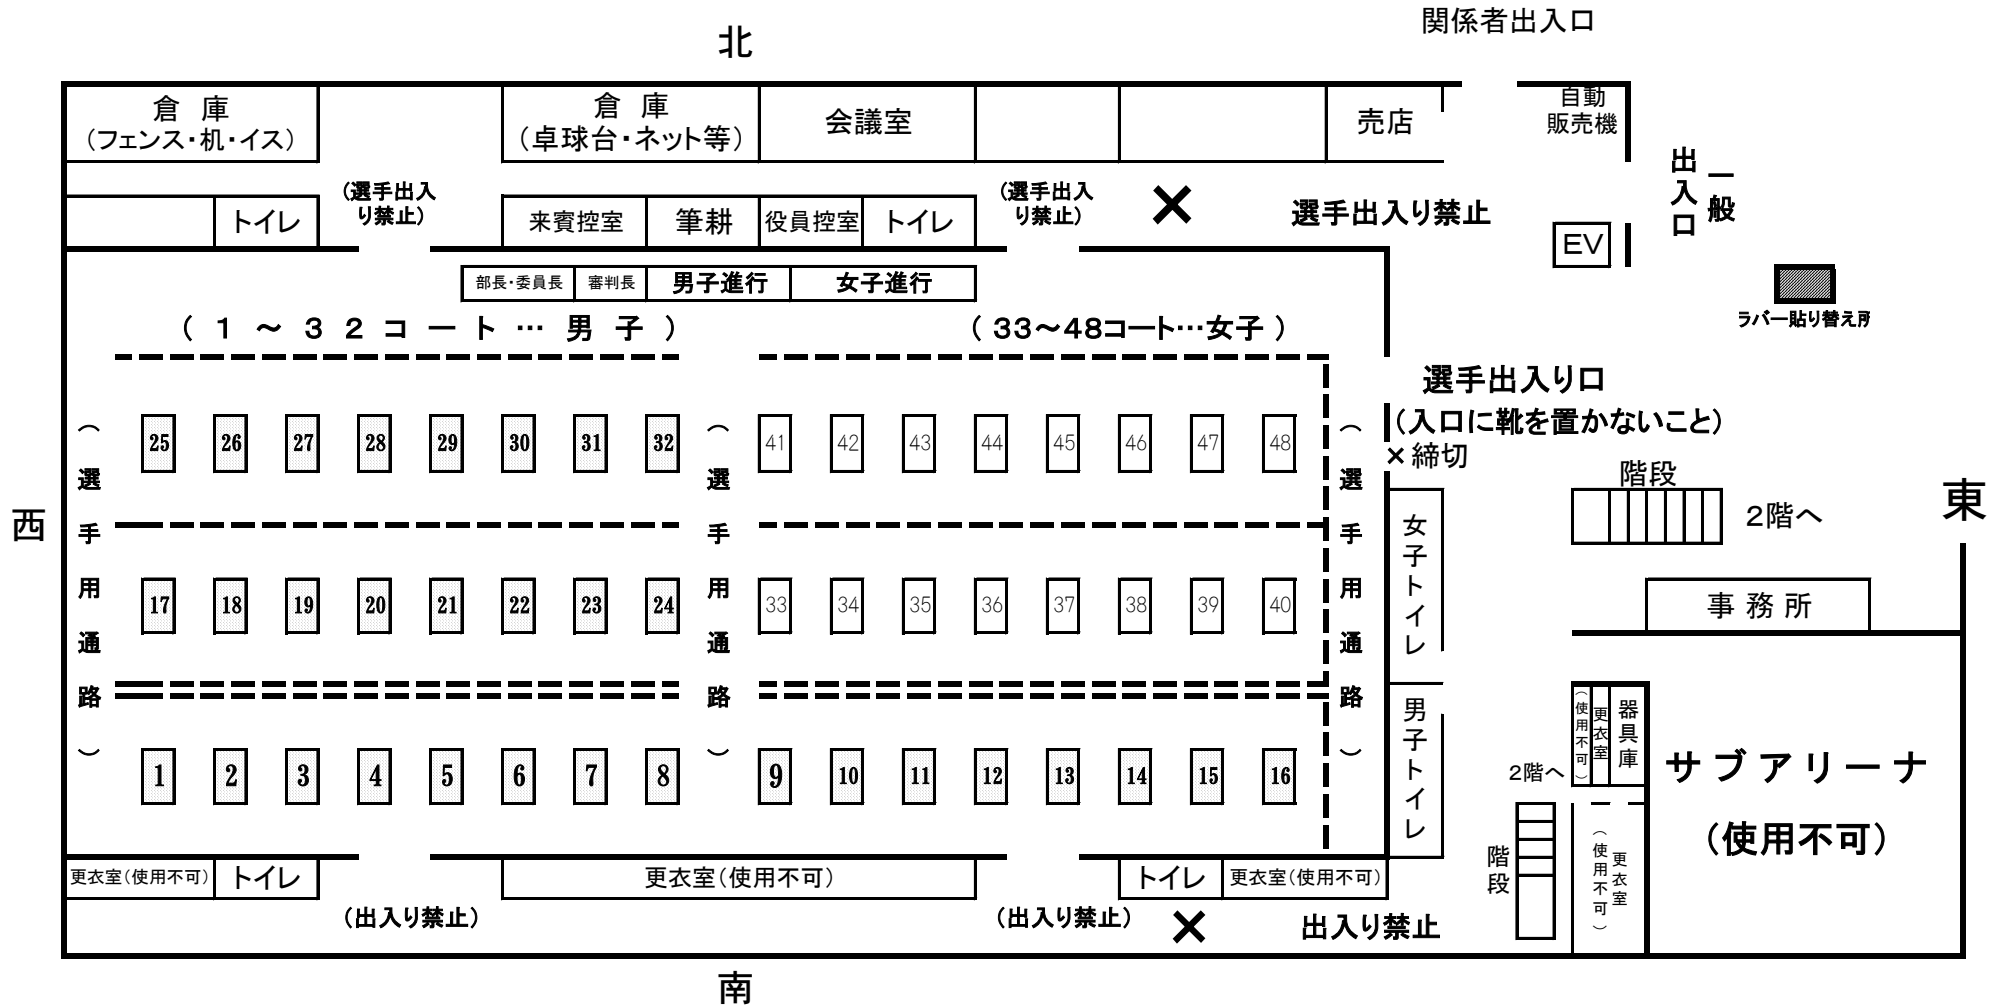 関係者出入口
北
倉 庫
(フェンス・机・イス)
倉 庫
(卓球台・ネット等)
会議室
売店
自動
販売機
一般
出入口
トイレ
(選手出入
り禁止)
来賓控室
筆耕
役員控室
トイレ
(選手出入
り禁止)
×
選手出入り禁止
EV
部長・委員長
審判長
男子進行
女子進行
ラバー貼り替え所
(1~32コート…男子)
(33~48コート…女子)
選手出入り口
(入口に靴を置かないこと)
×締切
25 26 27 28 29 30 31 32
41 42 43 44 45 46 47 48
(選手用通路)
(選手用通路)
(選手用通路)
階段
2階へ
西
東
女子トイレ
17 18 19 20 21 22 23 24
33 34 35 36 37 38 39 40
事務所
男子トイレ
1 2 3 4 5 6 7 8
9 10 11 12 13 14 15 16
器具庫
更衣室
(使用不可)
2階へ
サブアリーナ
(使用不可)
階段
更衣室
(使用不可)
更衣室(使用不可)
トイレ
更衣室(使用不可)
トイレ
更衣室(使用不可)
(出入り禁止)
(出入り禁止)
×
出入り禁止
南